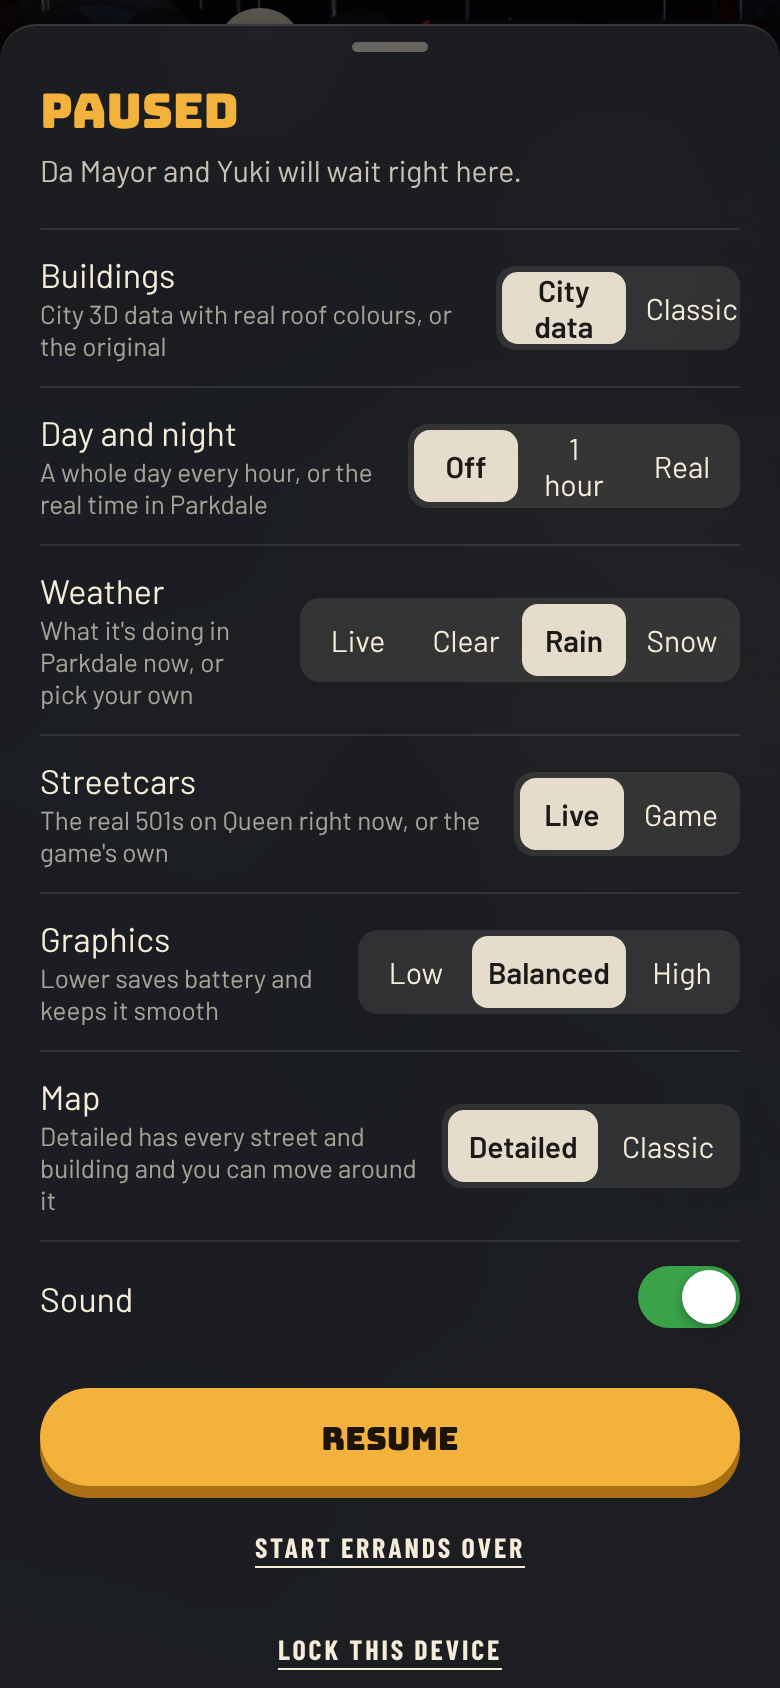 PAUSED
Da Mayor and Yuki will wait right here.
Buildings
City 3D data with real roof colours, or
the original
City
data
Classic
Day and night
A whole day every hour, or the
real time in Parkdale
Off
1
hour
Real
Weather
What it's doing in
Parkdale now, or
pick your own
Live
Clear
Rain
Snow
Streetcars
The real 501s on Queen right now, or the
game's own
Live
Game
Graphics
Lower saves battery and
keeps it smooth
Low
Balanced
High
Map
Detailed has every street and
building and you can move around
it
Detailed
Classic
Sound
RESUME
START ERRANDS OVER
LOCK THIS DEVICE